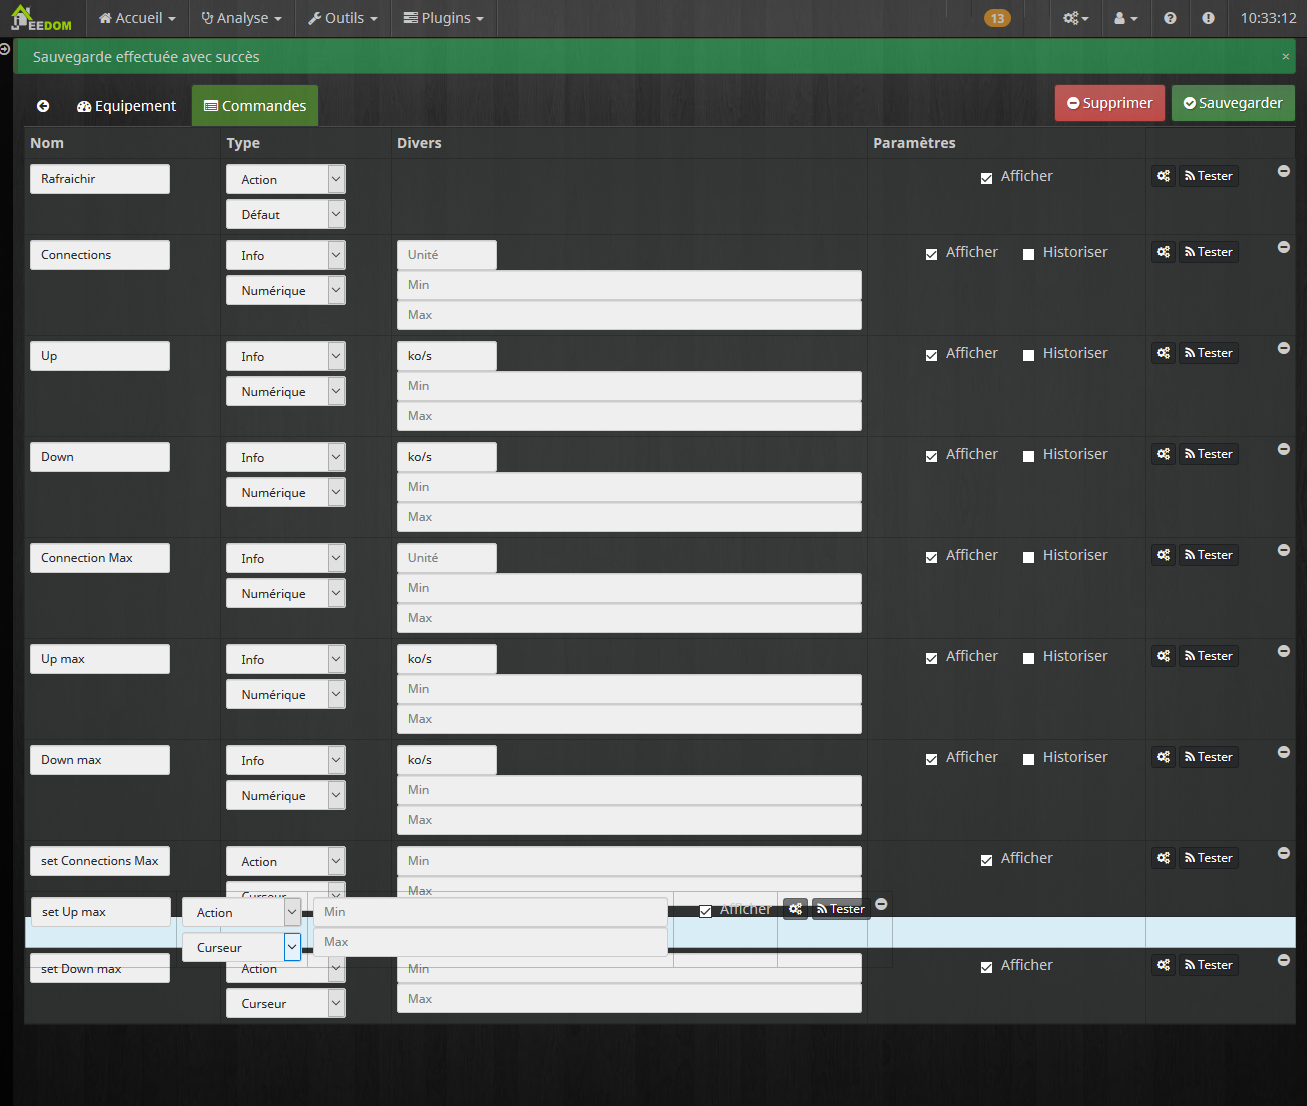 JEEDOM Accueil Analyse Outils Plugins 13 10:33:12
Sauvegarde effectuée avec succès ×
Equipement Commandes Supprimer Sauvegarder
Nom Type Divers Paramètres
Rafraichir Action Afficher Tester
Défaut
Connections Info Unité Afficher Historiser Tester
Numérique Min
Max
Up Info ko/s Afficher Historiser Tester
Numérique Min
Max
Down Info ko/s Afficher Historiser Tester
Numérique Min
Max
Connection Max Info Unité Afficher Historiser Tester
Numérique Min
Max
Up max Info ko/s Afficher Historiser Tester
Numérique Min
Max
Down max Info ko/s Afficher Historiser Tester
Numérique Min
Max
set Connections Max Action Min Afficher Tester
Curseur Max
set Up max Action Min Afficher Tester
Curseur Max
set Down max Action Min Afficher Tester
Curseur Max